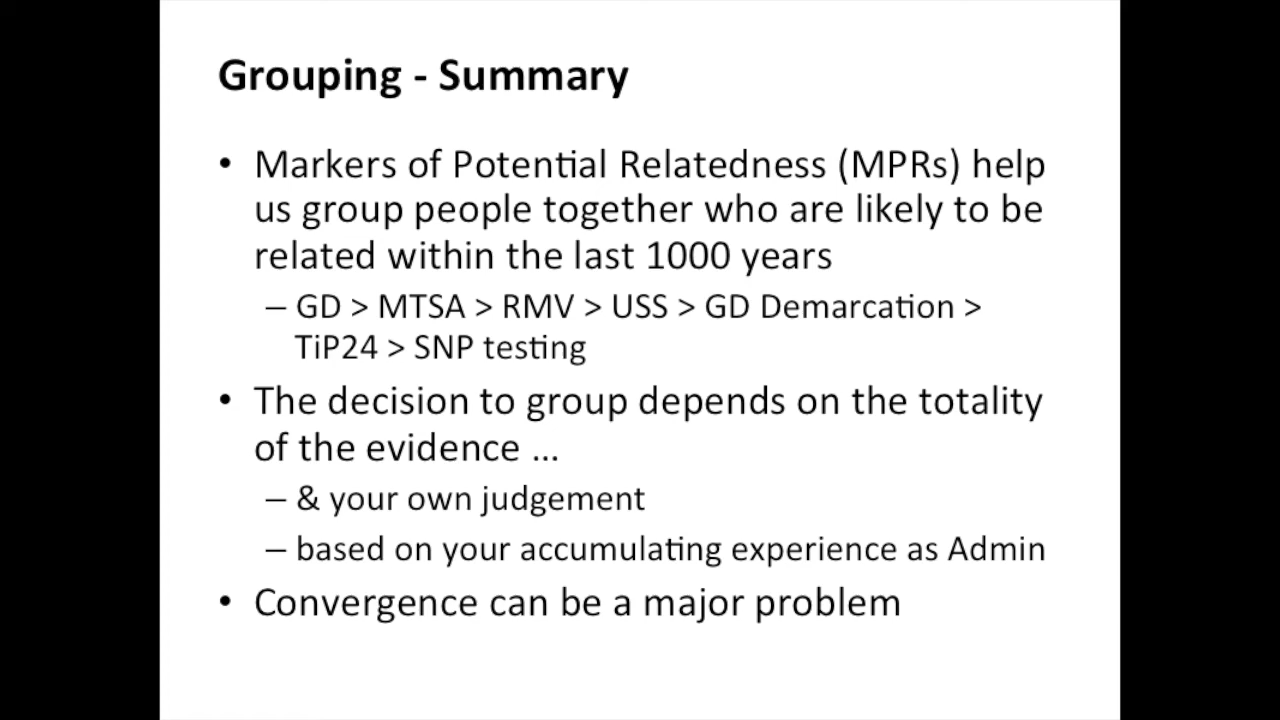 Grouping - Summary
• Markers of Potential Relatedness (MPRs) help
us group people together who are likely to be
related within the last 1000 years
– GD > MTSA > RMV > USS > GD Demarcation >
TiP24 > SNP testing
• The decision to group depends on the totality
of the evidence ...
– & your own judgement
– based on your accumulating experience as Admin
• Convergence can be a major problem